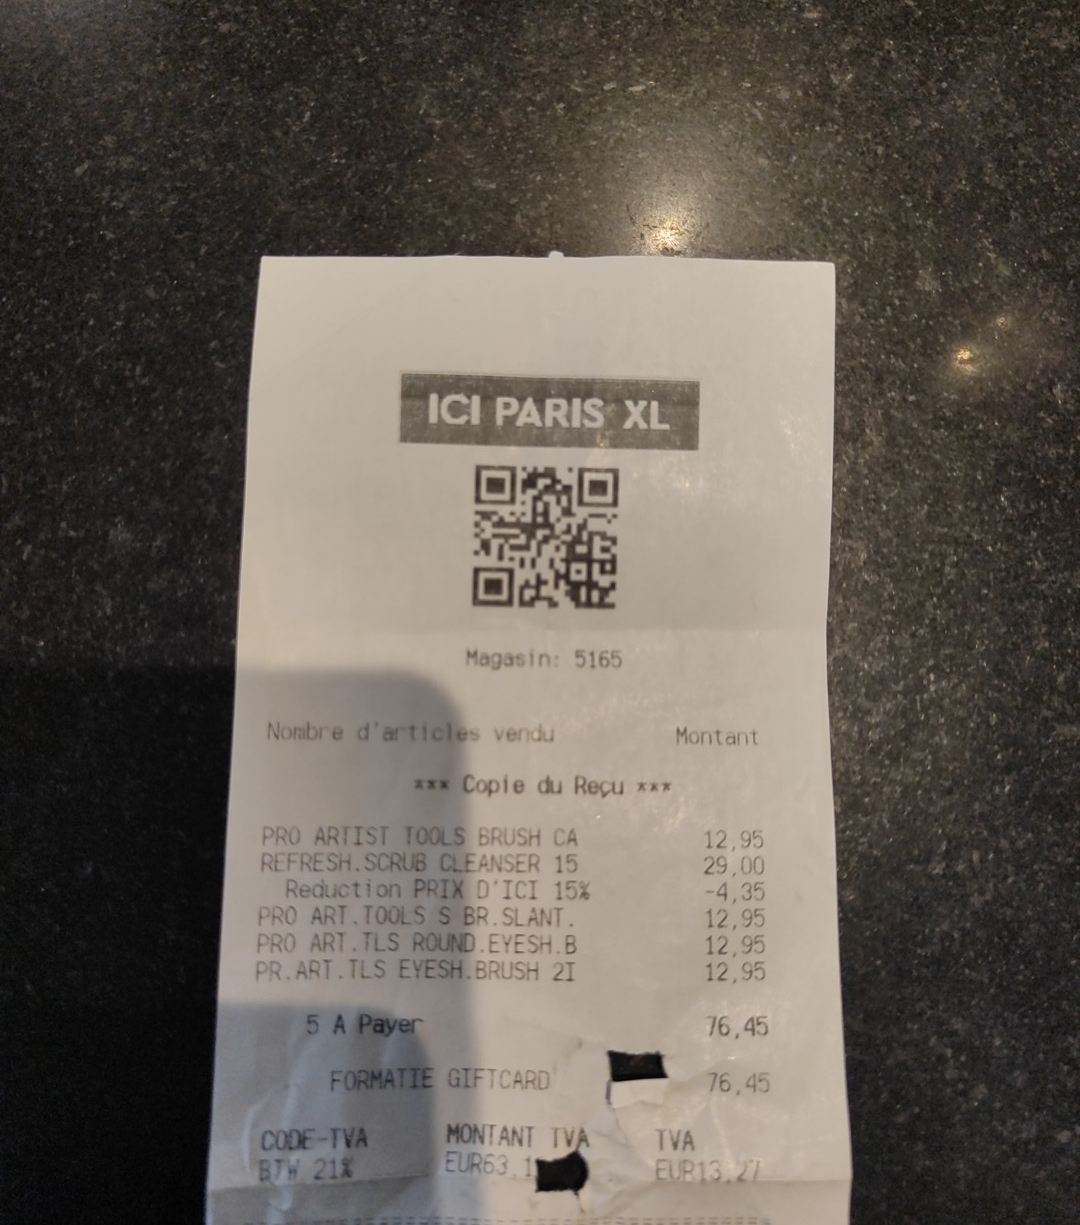 ICI PARIS XL
Magasin: 5165
Nombre d'articles vendu Montant
*** Copie du Reçu ***
PRO ARTIST TOOLS BRUSH CA 12,95
REFRESH.SCRUB CLEANSER 15 29,00
Reduction PRIX D'ICI 15% -4,35
PRO ART.TOOLS S BR.SLANT. 12,95
PRO ART.TLS ROUND.EYESH.B 12,95
PR.ART.TLS EYESH.BRUSH 2I 12,95
5 A Payer 76,45
FORMATIE GIFTCARD 76,45
CODE-TVA MONTANT TVA TVA
BTW 21% EUR13,27